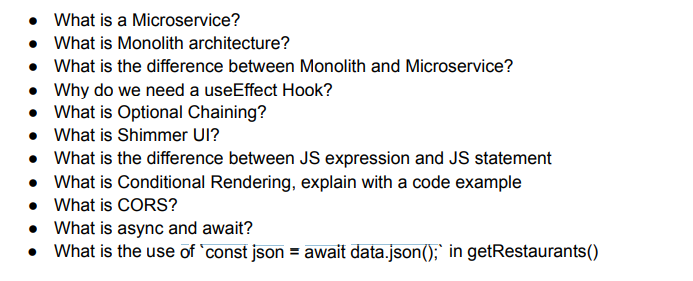 ● What is a Microservice?
● What is Monolith architecture?
● What is the difference between Monolith and Microservice?
● Why do we need a useEffect Hook?
● What is Optional Chaining?
● What is Shimmer UI?
● What is the difference between JS expression and JS statement
● What is Conditional Rendering, explain with a code example
● What is CORS?
● What is async and await?
● What is the use of `const json = await data.json();` in getRestaurants()